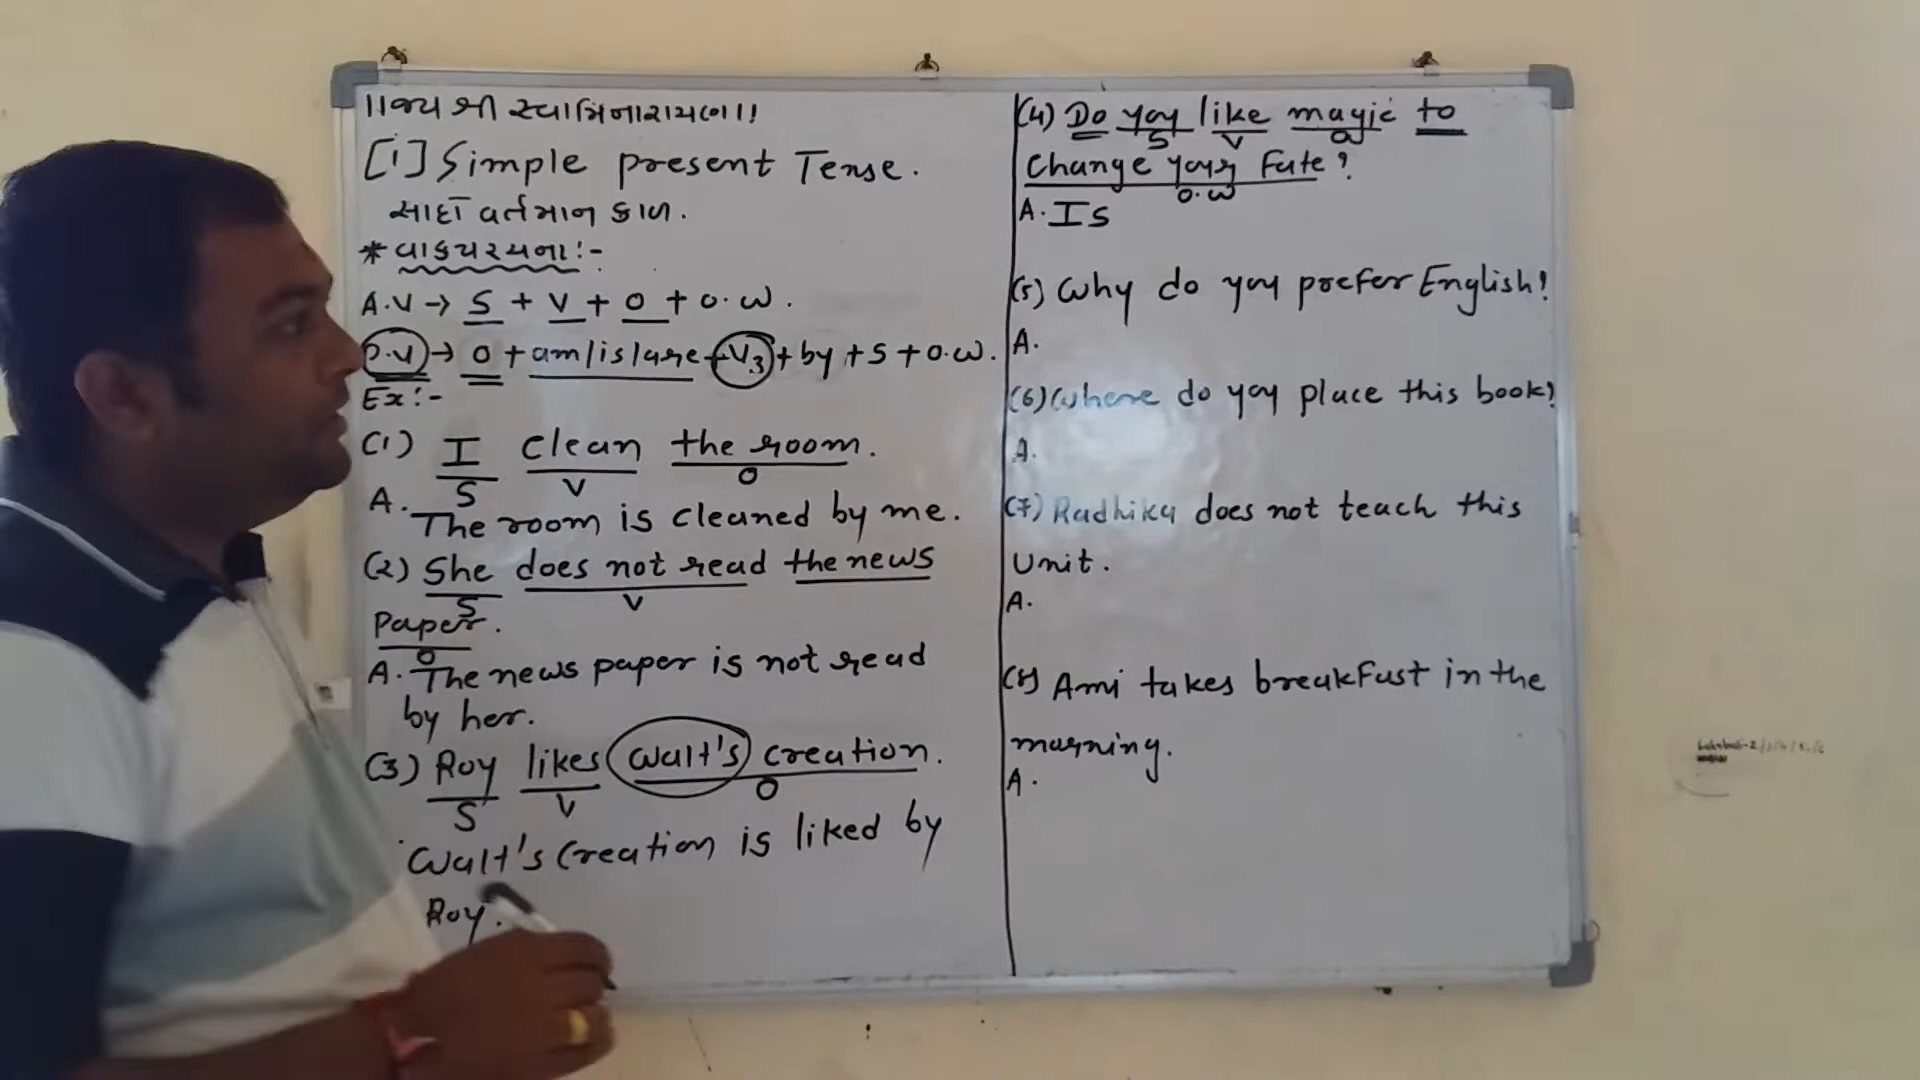 ॥જય શ્રી સ્વામિનારાયણ॥
[1] Simple present Tense.
સાદો વર્તમાન કાળ.
* વાક્યરચના:-
A.V → S + V + O + O.W.
P.V → O + am/is/are + V3 + by + S + O.W.
Ex:-
(1) I clean the room.
S V O
A. The room is cleaned by me.
(2) She does not read the news
S V
paper.
O
A. The news paper is not read
by her.
(3) Roy likes Walt's creation.
S V O
Walt's Creation is liked by
Roy.
(4) Do you like magic to
S V O
Change your Fate?
O.W
A. Is
(5) Why do you prefer English?
A.
(6) Where do you place this book?
A.
(7) Radhika does not teach this
Unit.
A.
(8) Ami takes breakfast in the
morning.
A.